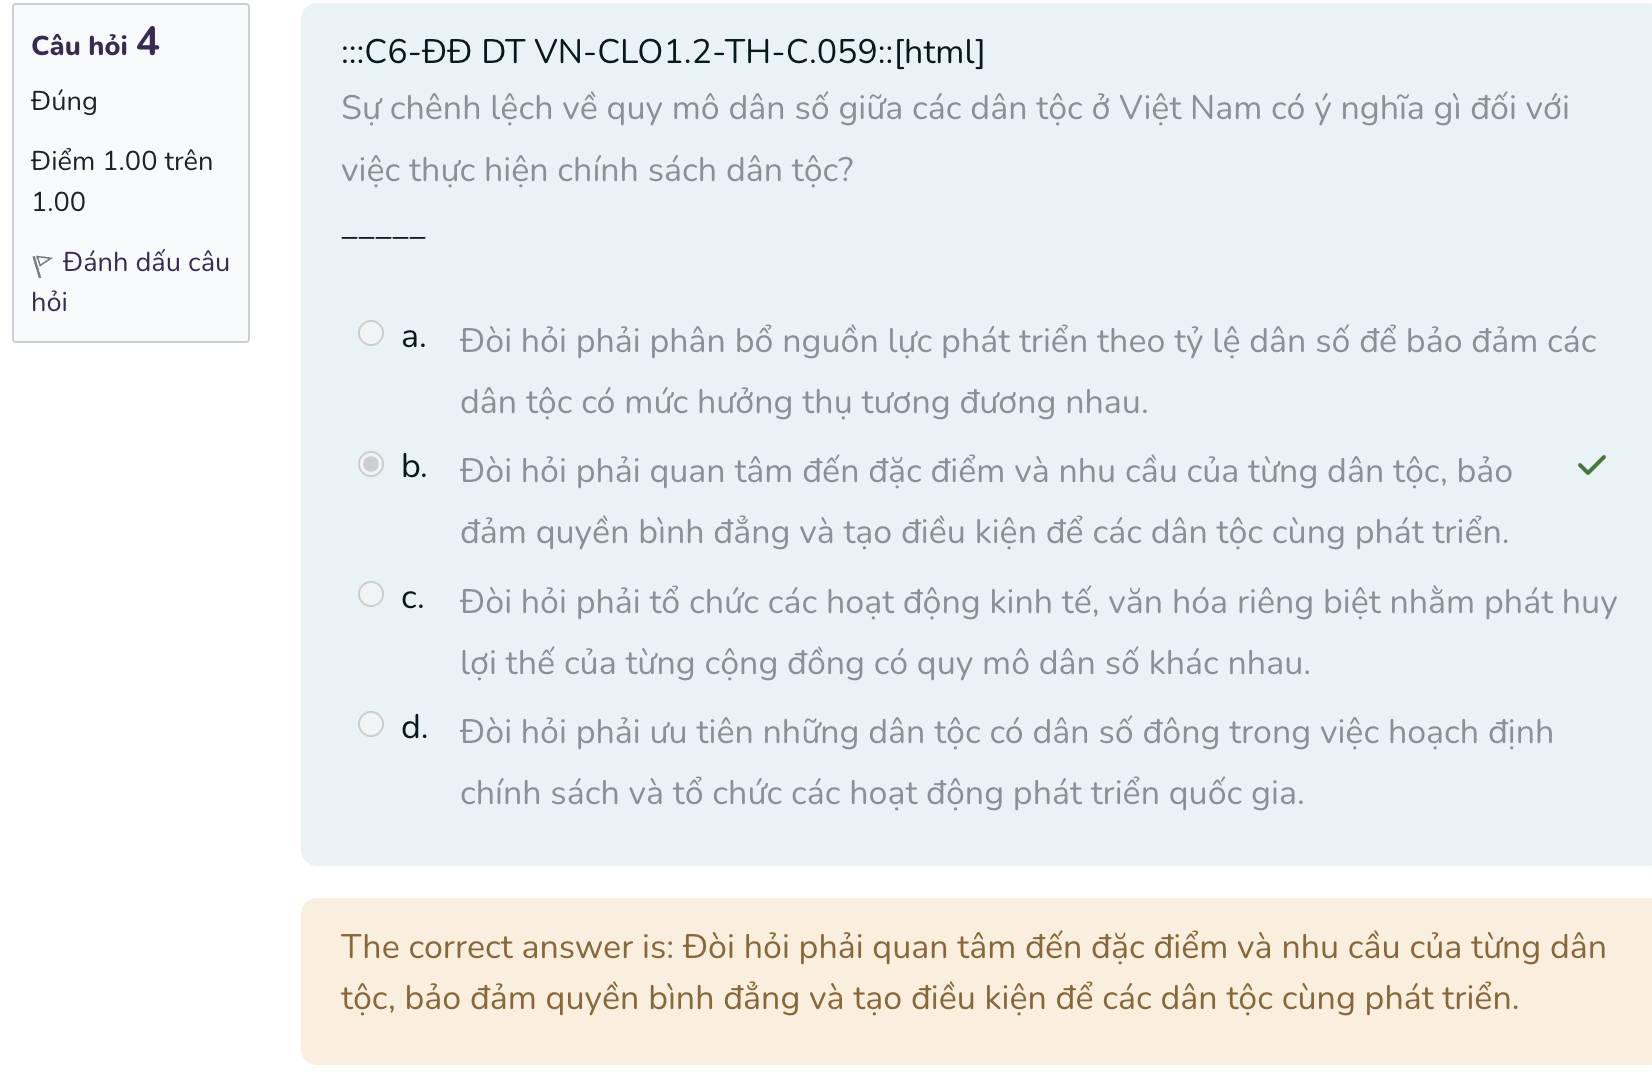 Câu hỏi 4
Đúng
Điểm 1.00 trên
1.00
Đánh dấu câu
hỏi
:::C6-ĐĐ DT VN-CLO1.2-TH-C.059::[html]
Sự chênh lệch về quy mô dân số giữa các dân tộc ở Việt Nam có ý nghĩa gì đối với
việc thực hiện chính sách dân tộc?
_____
a. Đòi hỏi phải phân bổ nguồn lực phát triển theo tỷ lệ dân số để bảo đảm các
dân tộc có mức hưởng thụ tương đương nhau.
b. Đòi hỏi phải quan tâm đến đặc điểm và nhu cầu của từng dân tộc, bảo
đảm quyền bình đẳng và tạo điều kiện để các dân tộc cùng phát triển.
c. Đòi hỏi phải tổ chức các hoạt động kinh tế, văn hóa riêng biệt nhằm phát huy
lợi thế của từng cộng đồng có quy mô dân số khác nhau.
d. Đòi hỏi phải ưu tiên những dân tộc có dân số đông trong việc hoạch định
chính sách và tổ chức các hoạt động phát triển quốc gia.
The correct answer is: Đòi hỏi phải quan tâm đến đặc điểm và nhu cầu của từng dân
tộc, bảo đảm quyền bình đẳng và tạo điều kiện để các dân tộc cùng phát triển.